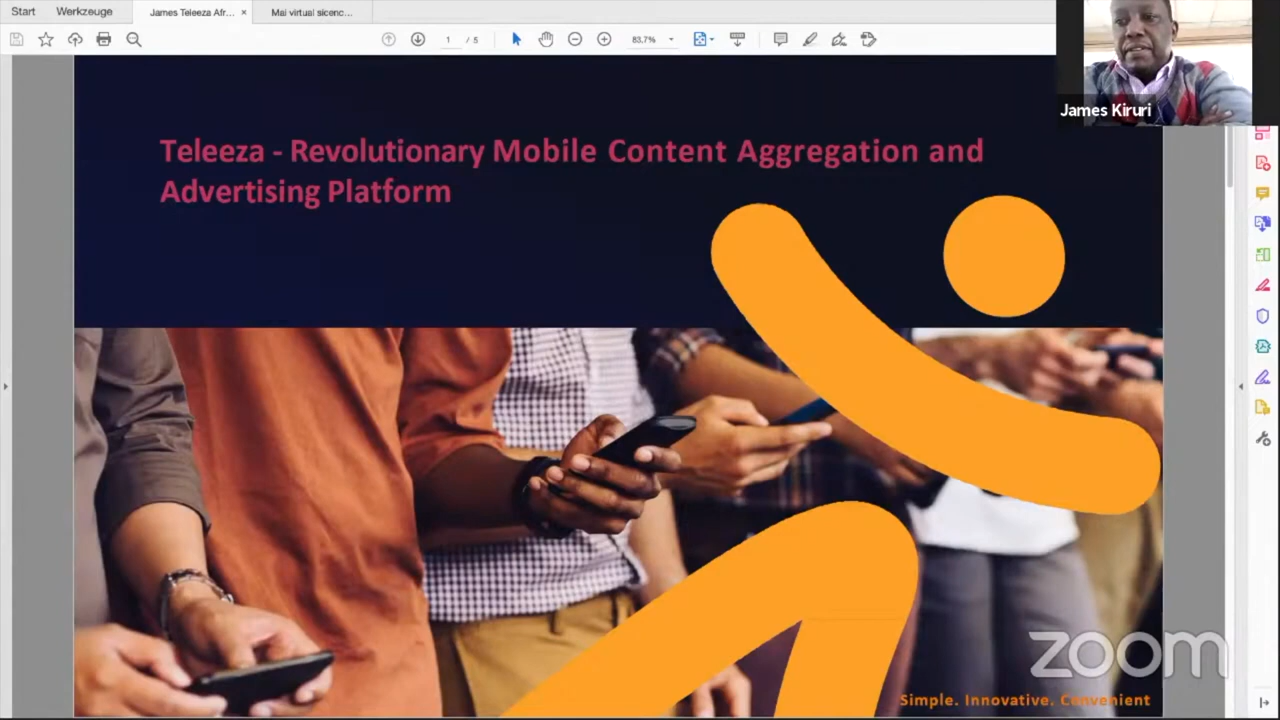 Start Werkzeuge James Teleeza Afr... × Mai virtual sicenc...
1 / 5 83,7%
James Kiruri
Teleeza - Revolutionary Mobile Content Aggregation and
Advertising Platform
zoom
Simple. Innovative. Convenient